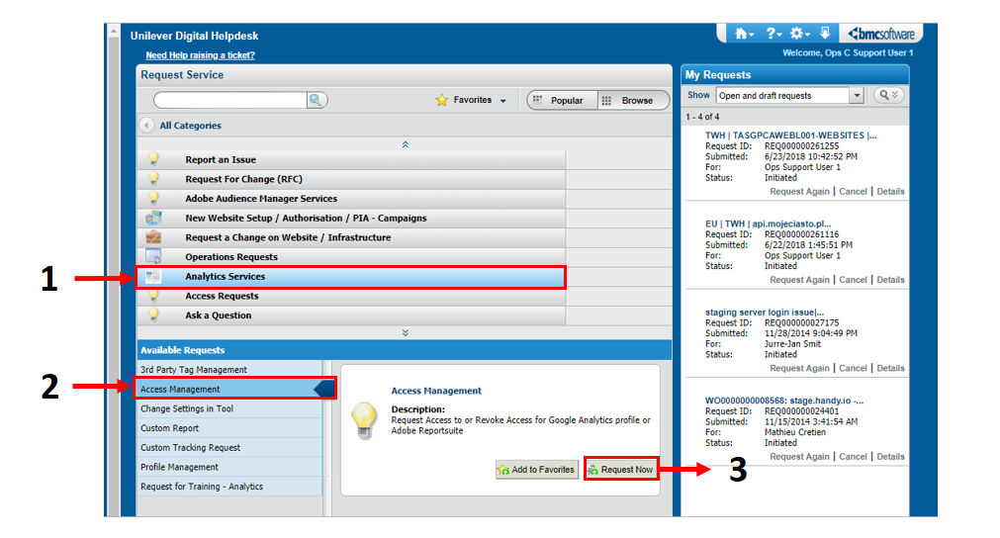 Unilever Digital Helpdesk
bmcsoftware
Need Help raising a ticket?
Welcome, Ops C Support User 1
Request Service
Favorites
Popular
Browse
All Categories
Report an Issue
Request For Change (RFC)
Adobe Audience Manager Services
New Website Setup / Authorisation / PIA - Campaigns
Request a Change on Website / Infrastructure
Operations Requests
1
Analytics Services
Access Requests
Ask a Question
Available Requests
3rd Party Tag Management
2
Access Management
Change Settings in Tool
Custom Report
Custom Tracking Request
Profile Management
Request for Training - Analytics
Access Management
Description:
Request Access to or Revoke Access for Google Analytics profile or
Adobe Reportsuite
Add to Favorites
Request Now
3
My Requests
Show Open and draft requests
1 - 4 of 4
TWH | TASGPCAWEBL001-WEBSITES |...
Request ID: REQ000000261255
Submitted: 6/23/2018 10:42:52 PM
For: Ops Support User 1
Status: Initiated
Request Again | Cancel | Details
EU | TWH | api.mojeciasto.pl...
Request ID: REQ000000261116
Submitted: 6/22/2018 1:45:51 PM
For: Ops Support User 1
Status: Initiated
Request Again | Cancel | Details
staging server login issue|...
Request ID: REQ000000027175
Submitted: 11/28/2014 9:04:49 PM
For: Jurre-Jan Smit
Status: Initiated
Request Again | Cancel | Details
WO0000000008568: stage.handy.io -...
Request ID: REQ000000024401
Submitted: 11/15/2014 3:41:54 AM
For: Mathieu Cretien
Status: Initiated
Request Again | Cancel | Details